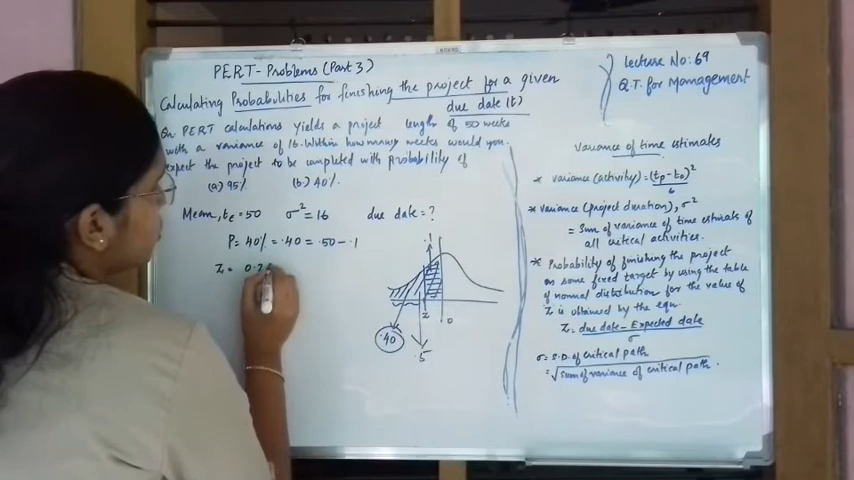 PERT-Problems (Part 3)
Calculating Probabilities for finishing the project for a given
due date (t)
Qn. PERT calculations yields a project length of 50 weeks
with a variance of 16. Within how many weeks would you
expect the project to be completed with probability of
(a) 95% (b) 40%.
Mean, tε = 50 σ² = 16 due date = ?
P = 40% = .40 = .50 - .1
Z = 0.2
.1
Z
0
.40
.5
Lecture No: 69
Q.T. for Management
Variance of time estimates
* Variance (activity) = (tp - to / 6)²
* Variance (project duration), σ²
= Sum of variance of time estimates of
all critical activities.
* Probability of finishing the project
on some fixed target by using the table
of normal distribution for the value of
Z is obtained by the eqn.
Z = due date - Expected date / σ
σ = S.D. of critical path
= √sum of variance of critical path.